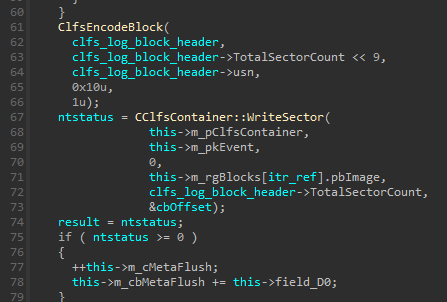 60 }
61 ClfsEncodeBlock(
62 clfs_log_block_header,
63 clfs_log_block_header->TotalSectorCount << 9,
64 clfs_log_block_header->usn,
65 0x10u,
66 1u);
67 ntstatus = CClfsContainer::WriteSector(
68 this->m_pClfsContainer,
69 this->m_pkEvent,
70 0,
71 this->m_rgBlocks[itr_ref].pbImage,
72 clfs_log_block_header->TotalSectorCount,
73 &cbOffset);
74 result = ntstatus;
75 if ( ntstatus >= 0 )
76 {
77 ++this->m_cMetaFlush;
78 this->m_cbMetaFlush += this->field_D0;
79 }